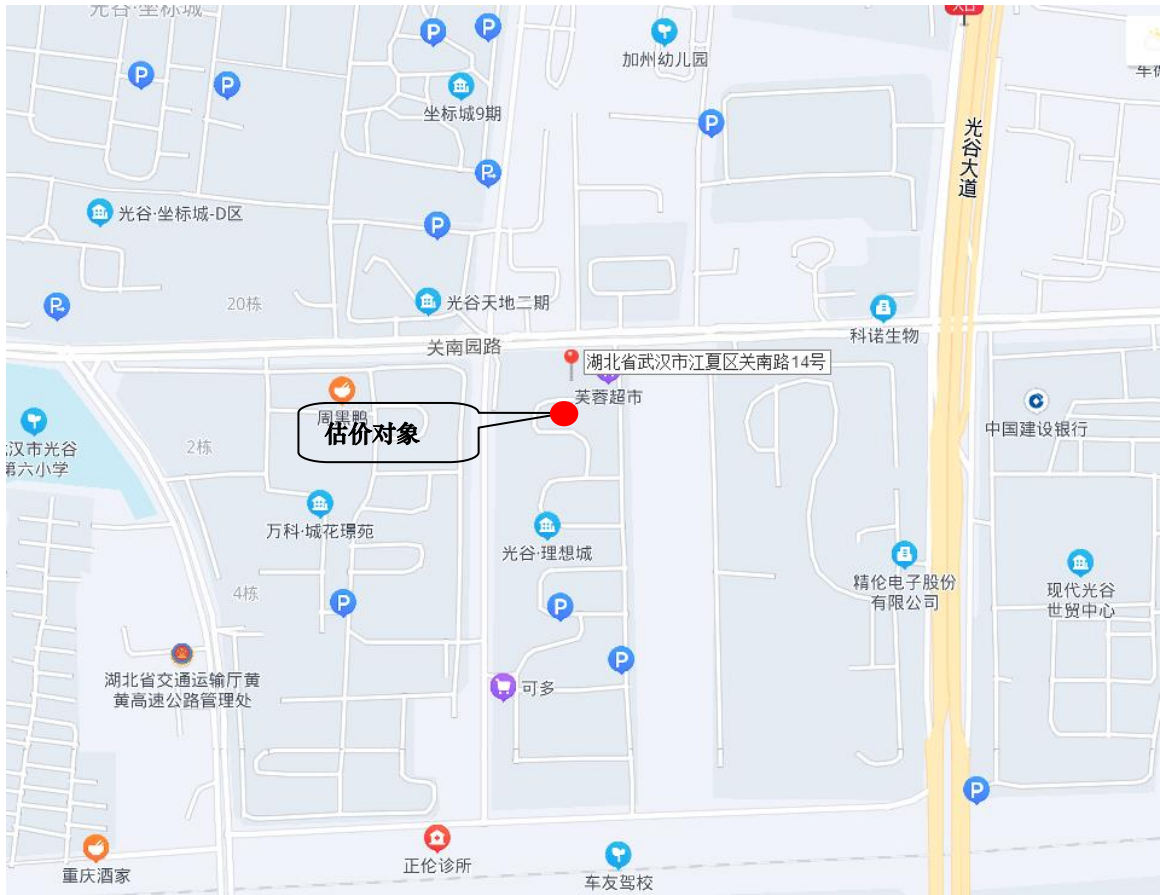 光谷·坐标城
入口
加州幼儿园
坐标城9期
光谷大道
光谷·坐标城-D区
20栋
光谷天地二期
科诺生物
关南园路
湖北省武汉市江夏区关南路14号
芙蓉超市
周黑鸭
估价对象
中国建设银行
汉市光谷
第六小学
2栋
万科·城花璟苑
光谷·理想城
精伦电子股份
有限公司
现代光谷
世贸中心
4栋
湖北省交通运输厅黄
黄高速公路管理处
可多
正伦诊所
重庆酒家
车友驾校
P
P
P
P
P
P
P
P
P
P
P
P